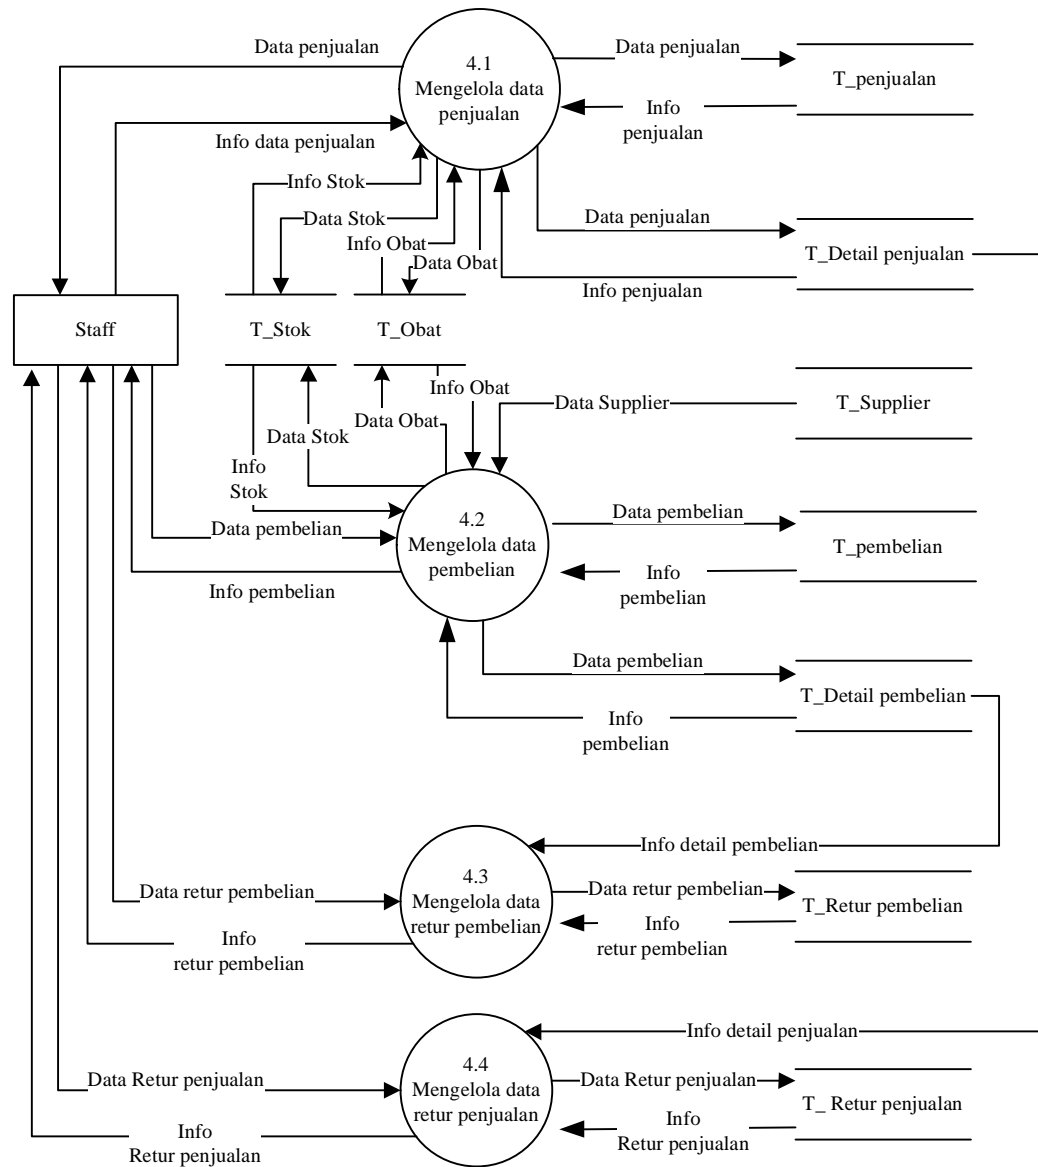 Data penjualan
4.1
Mengelola data
penjualan
Data penjualan
T_penjualan
Info
penjualan
Info data penjualan
Info Stok
Data Stok
Info Obat
Data Obat
Data penjualan
T_Detail penjualan
Info penjualan
Staff
T_Stok
T_Obat
Info Obat
Data Obat
Data Stok
Info
Stok
Data Supplier
T_Supplier
4.2
Mengelola data
pembelian
Data pembelian
Info pembelian
Data pembelian
T_pembelian
Info
pembelian
Data pembelian
T_Detail pembelian
Info
pembelian
Info detail pembelian
4.3
Mengelola data
retur pembelian
Data retur pembelian
Info
retur pembelian
Data retur pembelian
T_Retur pembelian
Info
retur pembelian
Info detail penjualan
4.4
Mengelola data
retur penjualan
Data Retur penjualan
Info
Retur penjualan
Data Retur penjualan
T_ Retur penjualan
Info
Retur penjualan